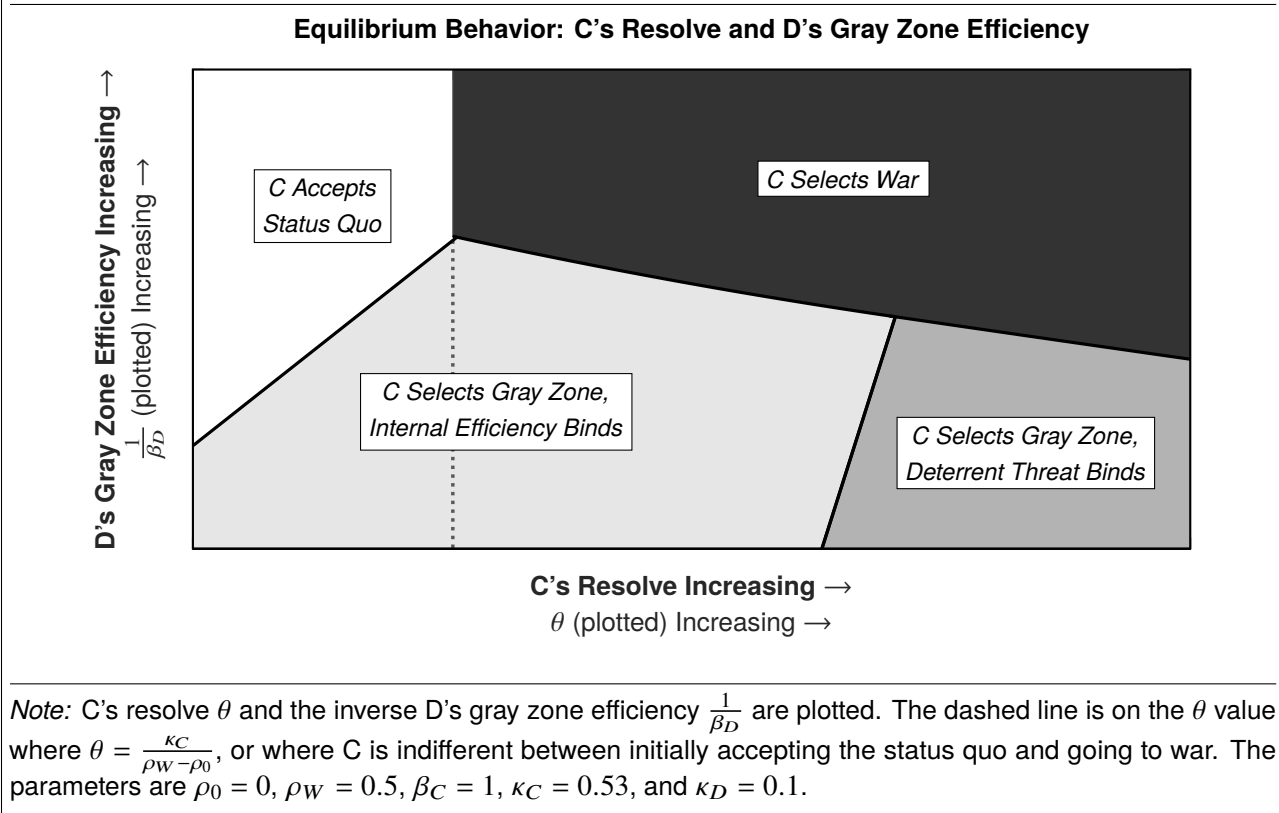 Equilibrium Behavior: C's Resolve and D's Gray Zone Efficiency
D's Gray Zone Efficiency Increasing →
1/β_D (plotted) Increasing →
C Accepts
Status Quo
C Selects War
C Selects Gray Zone,
Internal Efficiency Binds
C Selects Gray Zone,
Deterrent Threat Binds
C's Resolve Increasing →
θ (plotted) Increasing →
Note: C's resolve θ and the inverse D's gray zone efficiency 1/β_D are plotted. The dashed line is on the θ value
where θ = κ_C/(ρ_W−ρ_0), or where C is indifferent between initially accepting the status quo and going to war. The
parameters are ρ_0 = 0, ρ_W = 0.5, β_C = 1, κ_C = 0.53, and κ_D = 0.1.